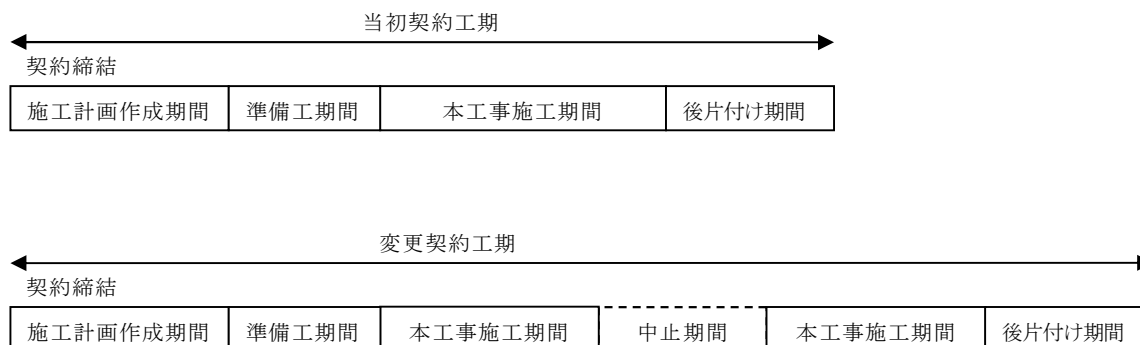 当初契約工期
契約締結
施工計画作成期間 準備工期間 本工事施工期間 後片付け期間
変更契約工期
契約締結
施工計画作成期間 準備工期間 本工事施工期間 中止期間 本工事施工期間 後片付け期間